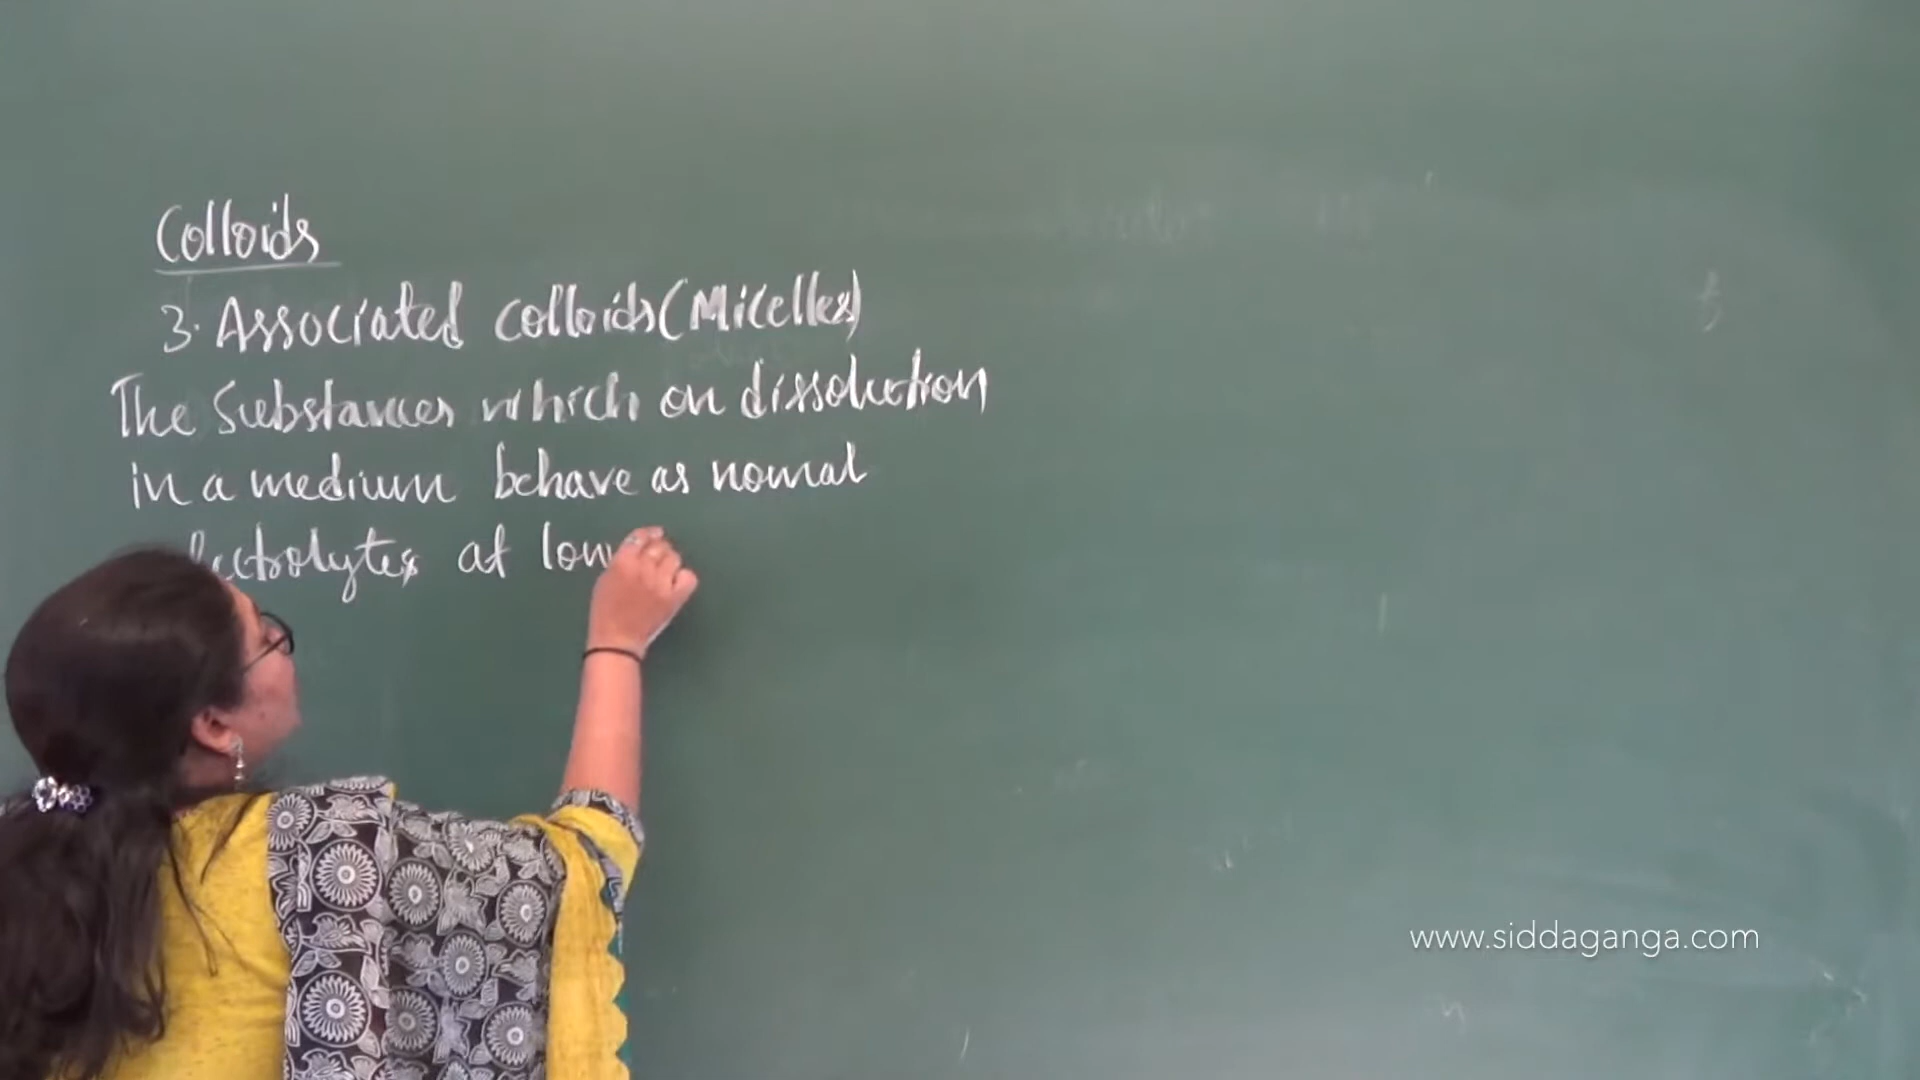 Colloids
3. Associated colloids (Micelles)
The substances which on dissolution
in a medium behave as nomal
lectrolytes at low
www.siddaganga.com